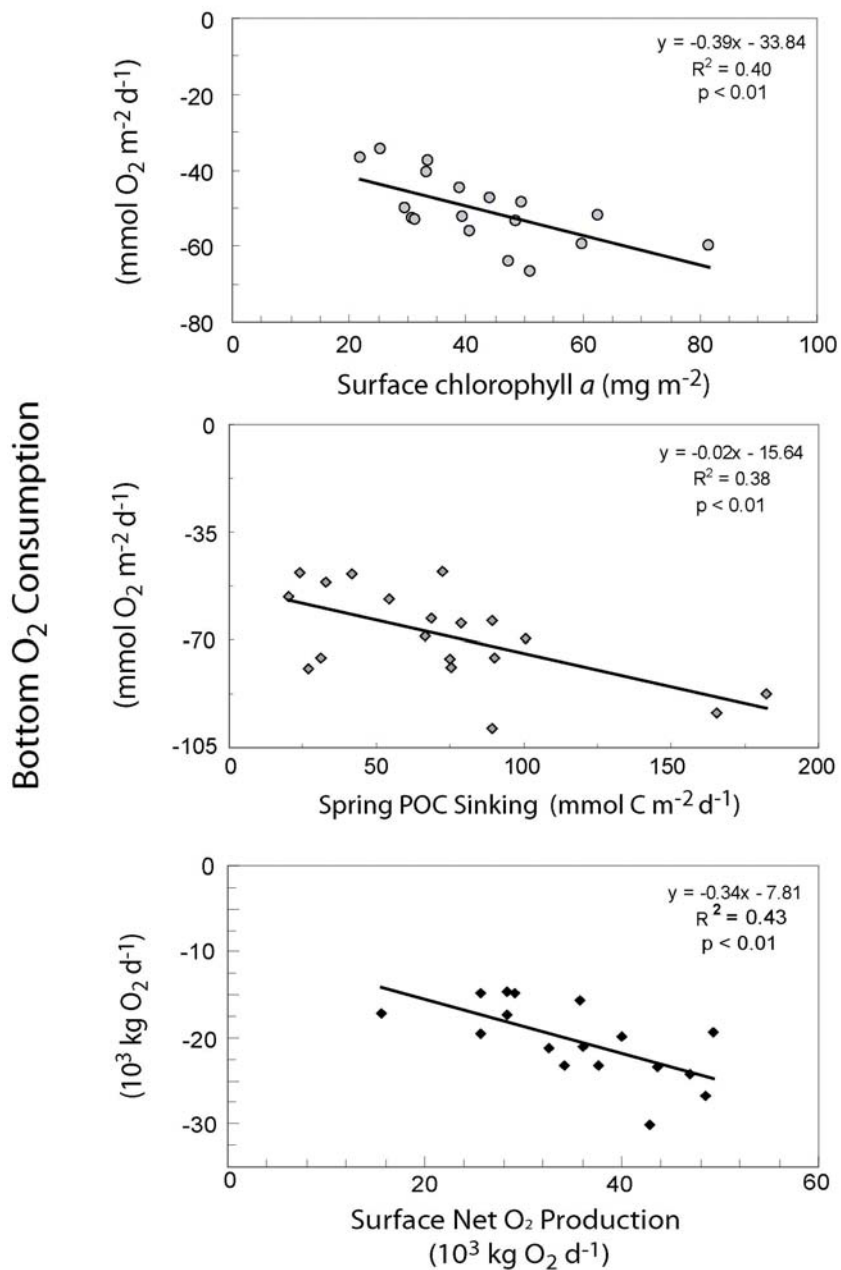 Bottom O₂ Consumption
(mmol O₂ m⁻² d⁻¹)
0
-20
-40
-60
-80
y = -0.39x - 33.84
R² = 0.40
p < 0.01
0 20 40 60 80 100
Surface chlorophyll a (mg m⁻²)
(mmol O₂ m⁻² d⁻¹)
0
-35
-70
-105
y = -0.02x - 15.64
R² = 0.38
p < 0.01
0 50 100 150 200
Spring POC Sinking (mmol C m⁻² d⁻¹)
(10³ kg O₂ d⁻¹)
0
-10
-20
-30
y = -0.34x - 7.81
R² = 0.43
p < 0.01
0 20 40 60
Surface Net O₂ Production
(10³ kg O₂ d⁻¹)